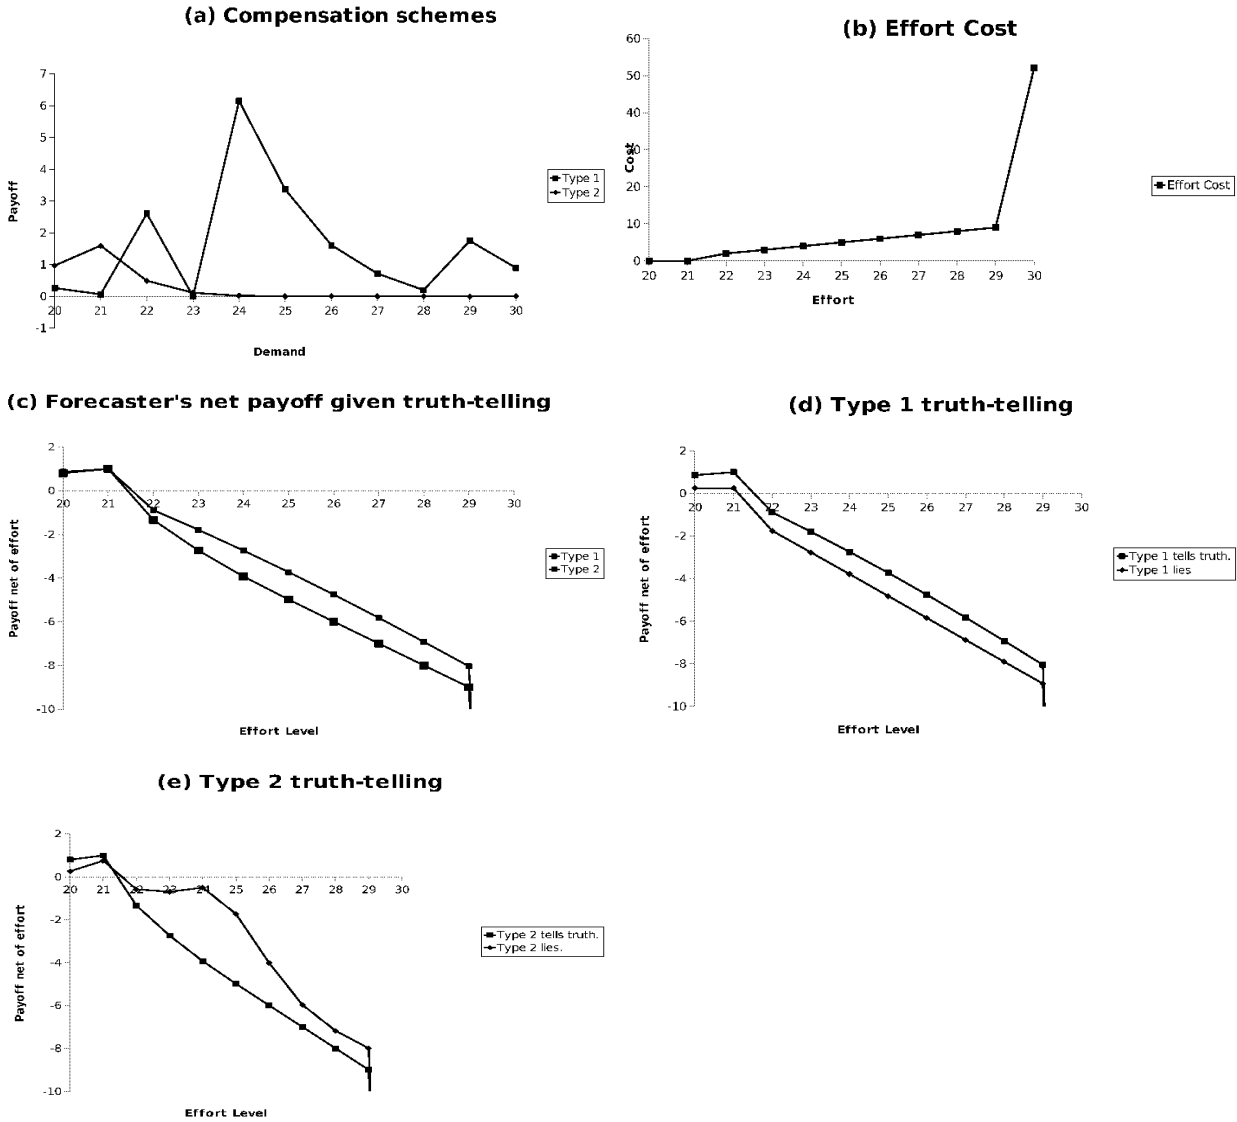 (a) Compensation schemes
7
6
5
4
3
2
1
0
-1
20 21 22 23 24 25 26 27 28 29 30
Payoff
Demand
Type 1
Type 2
(b) Effort Cost
60
50
40
30
20
10
0
20 21 22 23 24 25 26 27 28 29 30
Cost
Effort
Effort Cost
(c) Forecaster's net payoff given truth-telling
2
0
-2
-4
-6
-8
-10
20 21 22 23 24 25 26 27 28 29 30
Payoff net of effort
Effort Level
Type 1
Type 2
(d) Type 1 truth-telling
2
0
-2
-4
-6
-8
-10
20 21 22 23 24 25 26 27 28 29 30
Payoff net of effort
Effort Level
Type 1 tells truth.
Type 1 lies
(e) Type 2 truth-telling
2
0
-2
-4
-6
-8
-10
20 21 22 23 24 25 26 27 28 29 30
Payoff net of effort
Effort Level
Type 2 tells truth.
Type 2 lies.